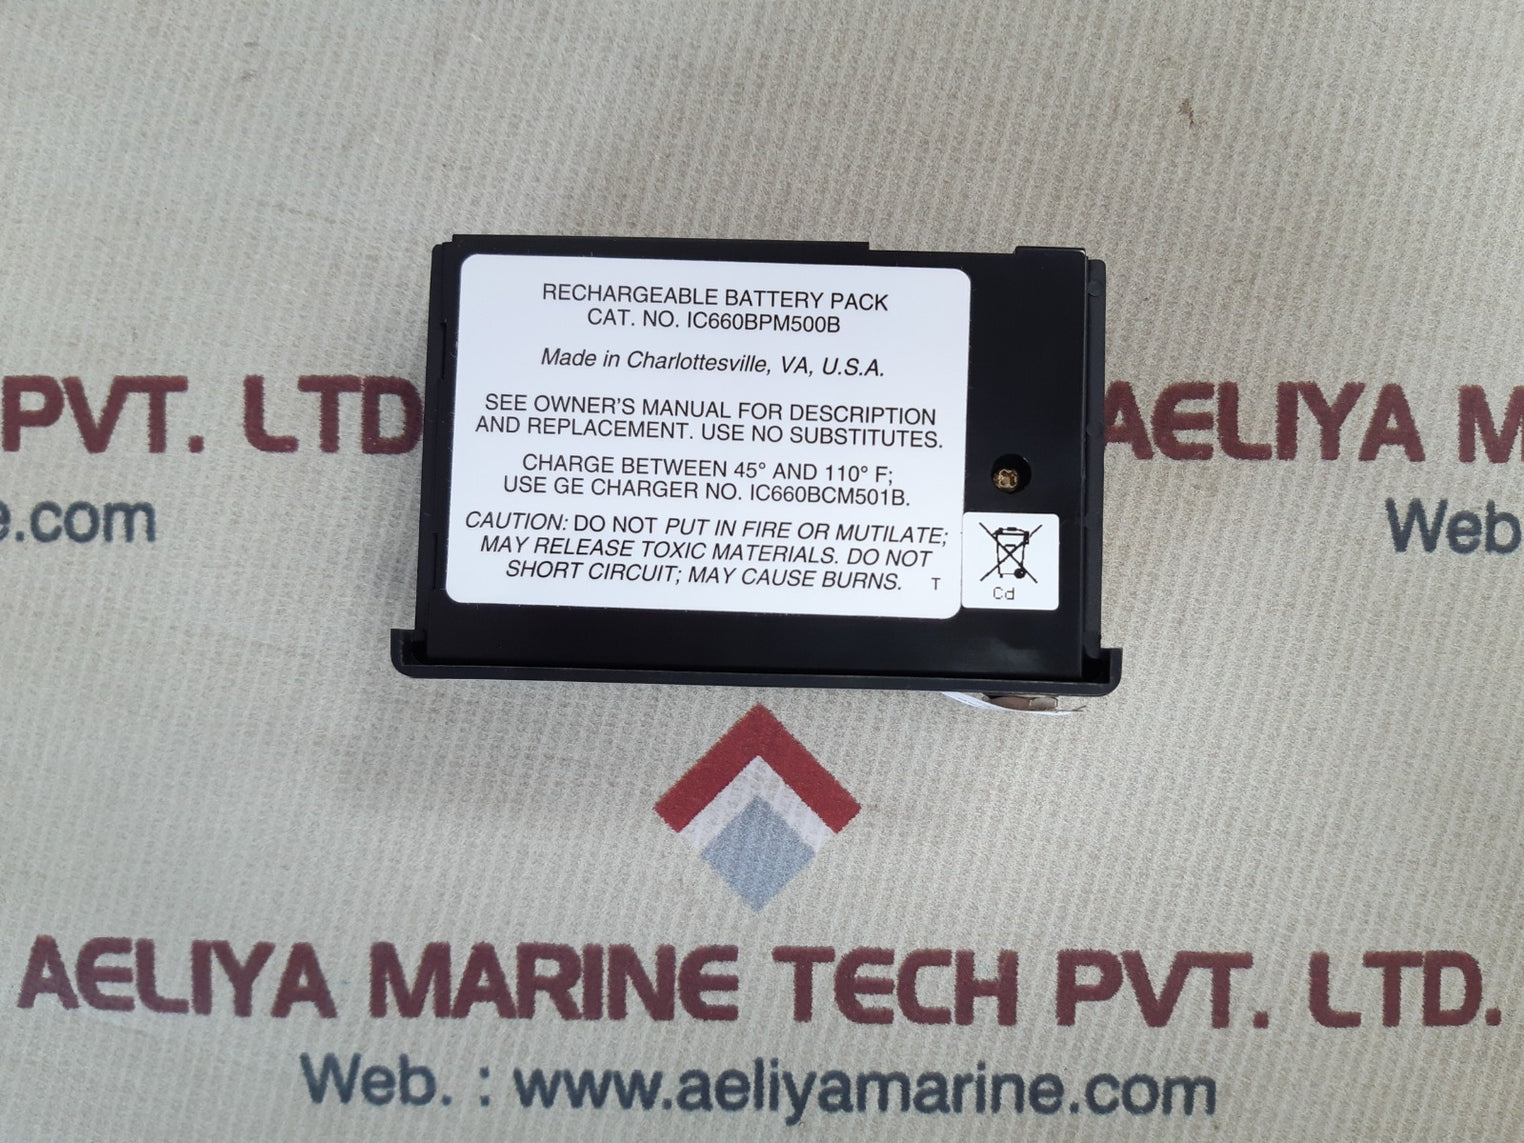 RECHARGEABLE BATTERY PACK
CAT. NO. IC660BPM500B
Made in Charlottesville, VA, U.S.A.
SEE OWNER'S MANUAL FOR DESCRIPTION
AND REPLACEMENT. USE NO SUBSTITUTES.
CHARGE BETWEEN 45° AND 110° F;
USE GE CHARGER NO. IC660BCM501B.
CAUTION: DO NOT PUT IN FIRE OR MUTILATE;
MAY RELEASE TOXIC MATERIALS. DO NOT
SHORT CIRCUIT; MAY CAUSE BURNS. T
Cd
PVT. LTD
e.com
AELIYA M
Web
AELIYA MARINE TECH PVT. LTD.
Web. : www.aeliyamarine.com